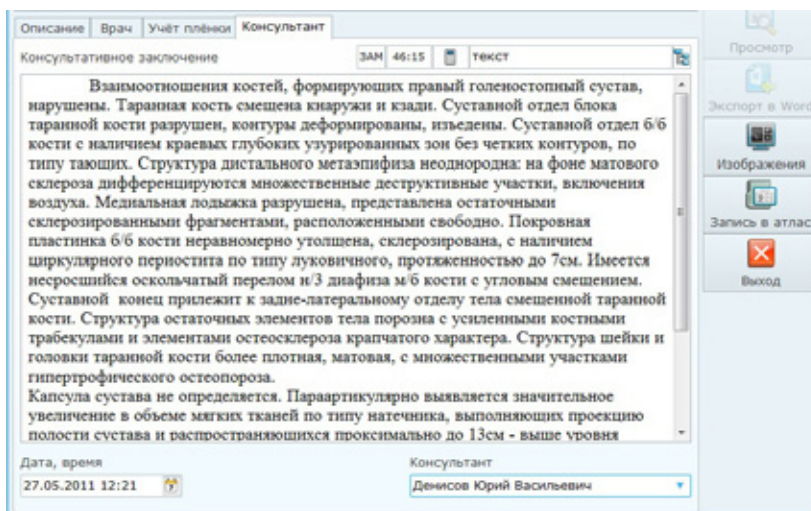 Описание Врач Учёт плёнки Консультант
Консультативное заключение ЗАМ 46:15 текст
Взаимоотношения костей, формирующих правый голеностопный сустав,
нарушены. Таранная кость смещена кнаружи и кзади. Суставной отдел блока
таранной кости разрушен, контуры деформированы, изъедены. Суставной отдел б/б
кости с наличием краевых глубоких узурированных зон без четких контуров, по
типу тающих. Структура дистального метаэпифиза неоднородна: на фоне матового
склероза дифференцируются множественные деструктивные участки, включения
воздуха. Медиальная лодыжка разрушена, представлена остаточными
склерозированными фрагментами, расположенными свободно. Покровная
пластинка б/б кости неравномерно утолщена, склерозирована, с наличием
циркулярного периостита по типу луковичного, протяженностью до 7см. Имеется
несросшийся оскольчатый перелом н/3 диафиза м/б кости с угловым смещением.
Суставной конец прилежит к задне-латеральному отделу тела смещенной таранной
кости. Структура остаточных элементов тела порозна с усиленными костными
трабекулами и элементами остеосклероза крапчатого характера. Структура шейки и
головки таранной кости более плотная, матовая, с множественными участками
гипертрофического остеопороза.
Капсула сустава не определяется. Параартикулярно выявляется значительное
увеличение в объеме мягких тканей по типу натечника, выполняющих проекцию
полости сустава и распространяющихся проксимально до 13см - выше уровня
Дата, время Консультант
27.05.2011 12:21 Денисов Юрий Васильевич
Просмотр
Экспорт в Word
Изображения
Запись в атлас
Выход